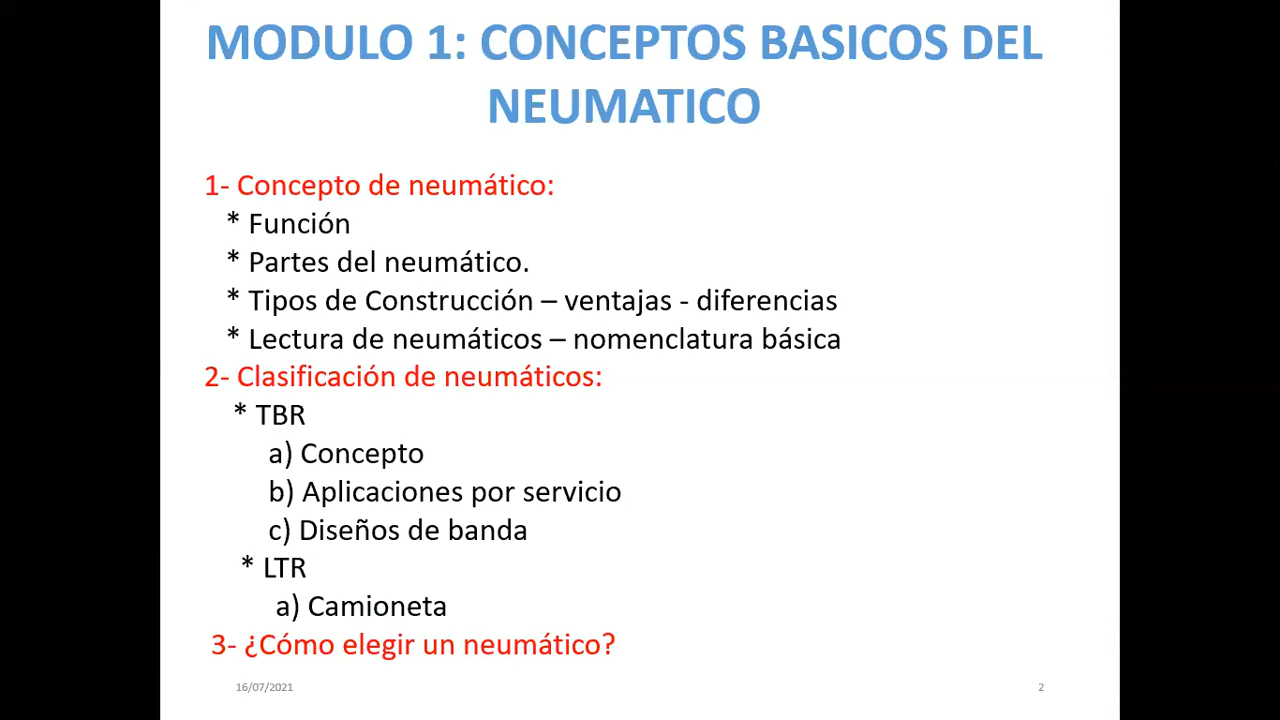 MODULO 1: CONCEPTOS BASICOS DEL
NEUMATICO
1- Concepto de neumático:
* Función
* Partes del neumático.
* Tipos de Construcción – ventajas - diferencias
* Lectura de neumáticos – nomenclatura básica
2- Clasificación de neumáticos:
* TBR
a) Concepto
b) Aplicaciones por servicio
c) Diseños de banda
* LTR
a) Camioneta
3- ¿Cómo elegir un neumático?
16/07/2021
2